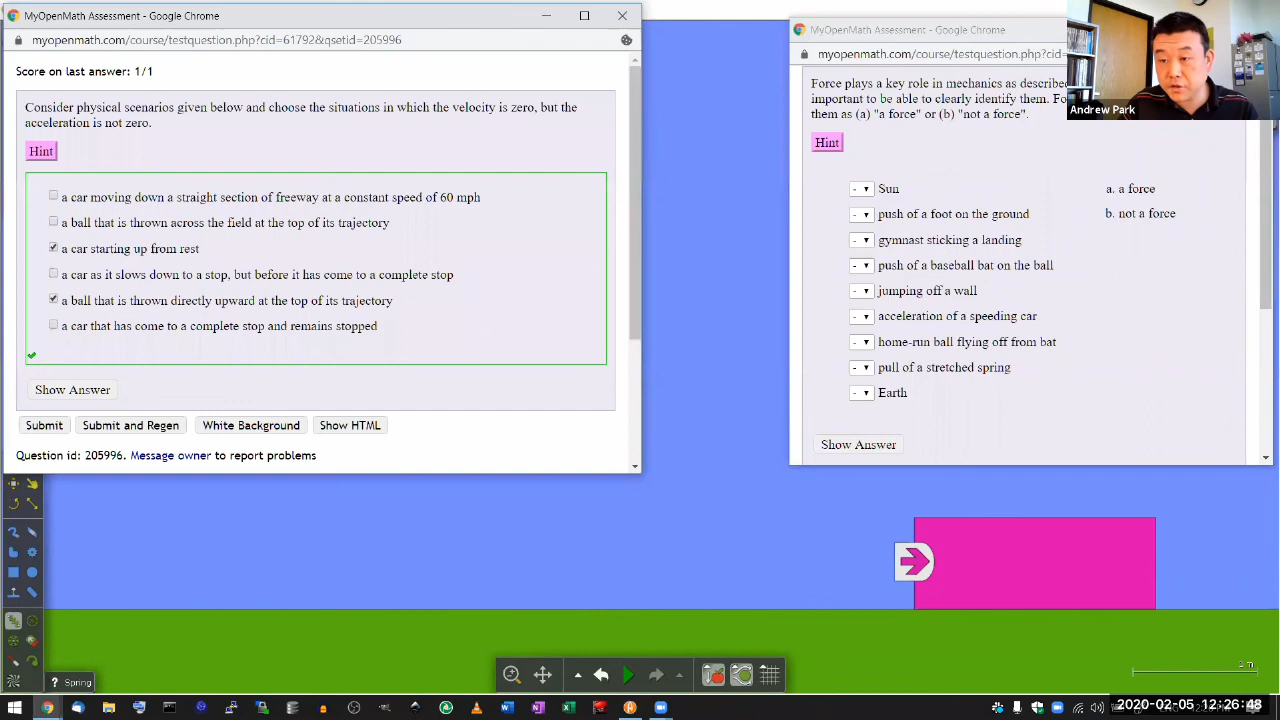 MyOpenMath Assessment - Google Chrome
myopenmath.com/course/testquestion.php?cid=61792&qsetid=205996
Score on last answer: 1/1
Consider physical scenarios given below and choose the situations in which the velocity is zero, but the
acceleration is not zero.
Hint
a car moving down a straight section of freeway at a constant speed of 60 mph
a ball that is thrown across the field at the top of its trajectory
a car starting up from rest
a car as it slows down to a stop, but before it has come to a complete stop
a ball that is thrown directly upward at the top of its trajectory
a car that has come to a complete stop and remains stopped
Show Answer
Submit Submit and Regen White Background Show HTML
Question id: 205996. Message owner to report problems
MyOpenMath Assessment - Google Chrome
myopenmath.com/course/testquestion.php?cid=
Force plays a key role in mechanics as described
important to be able to clearly identify them. Fo
them as (a) "a force" or (b) "not a force".
Hint
- Sun a. a force
- push of a foot on the ground b. not a force
- gymnast sticking a landing
- push of a baseball bat on the ball
- jumping off a wall
- acceleration of a speeding car
- home-run ball flying off from bat
- pull of a stretched spring
- Earth
Show Answer
Andrew Park
? Spring
2020-02-05 12:26:48